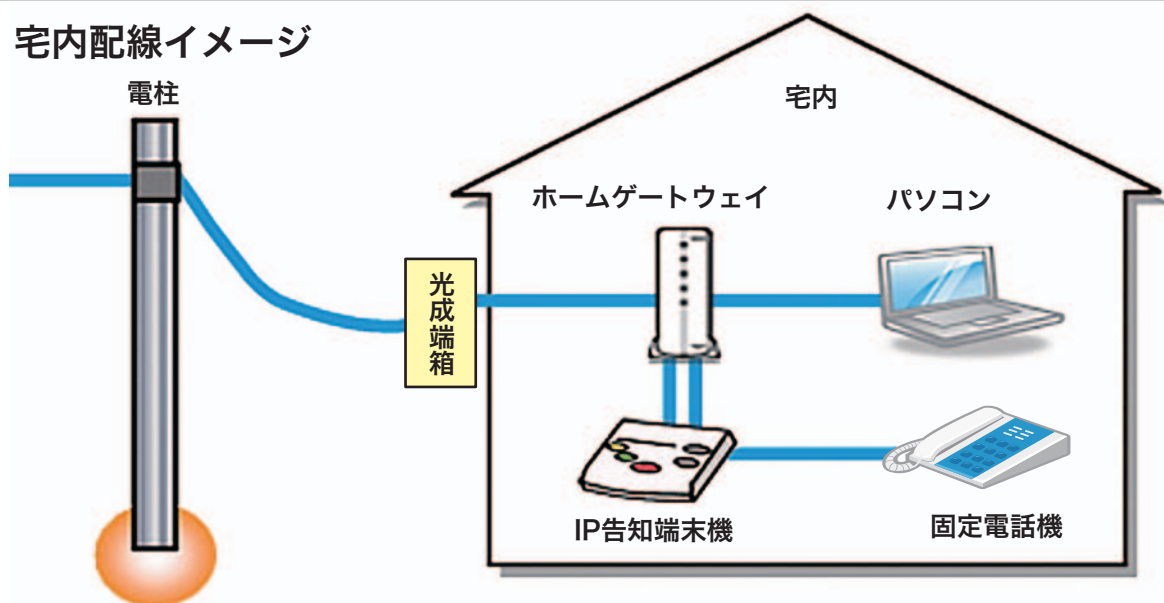 宅内配線イメージ
電柱
宅内
ホームゲートウェイ
パソコン
光成端箱
IP告知端末機
固定電話機